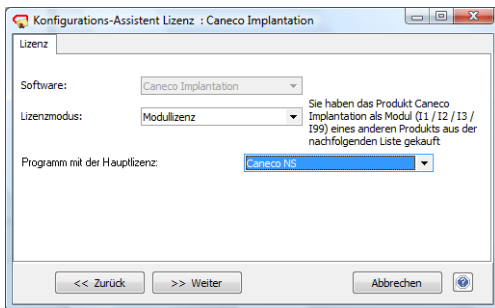 Konfigurations-Assistent Lizenz : Caneco Implantation
Lizenz
Software:
Caneco Implantation
Lizenzmodus:
Modullizenz
Sie haben das Produkt Caneco
Implantation als Modul (I1 / I2 / I3 /
I99) eines anderen Produkts aus der
nachfolgenden Liste gekauft
Programm mit der Hauptlizenz:
Caneco NS
<< Zurück
>> Weiter
Abbrechen